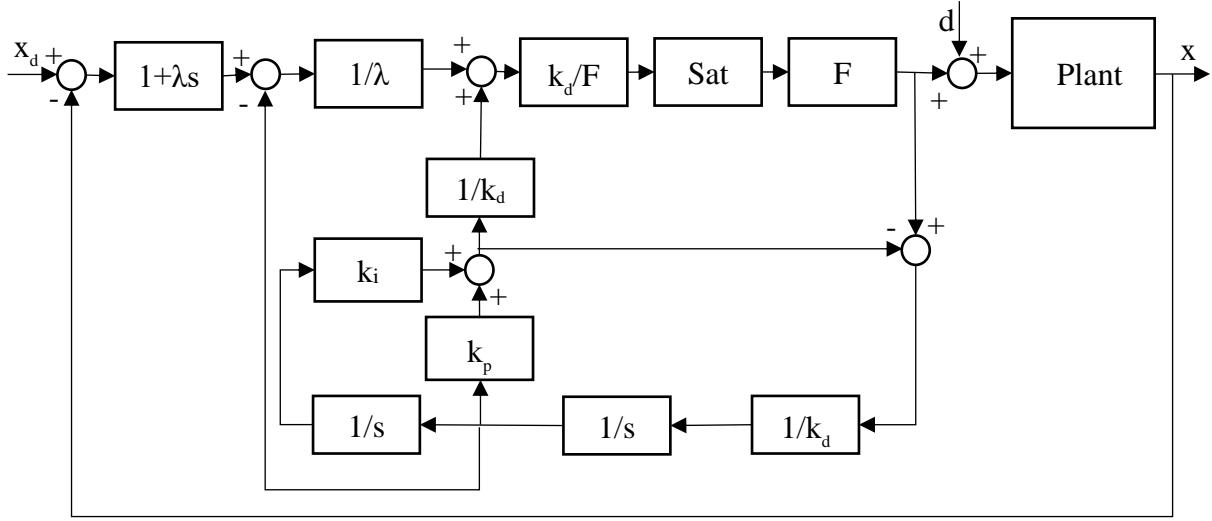 x_d + - 1+λs + - 1/λ + + k_d/F Sat F d + + Plant x
1/k_d
- +
k_i + +
k_p
1/s 1/s 1/k_d